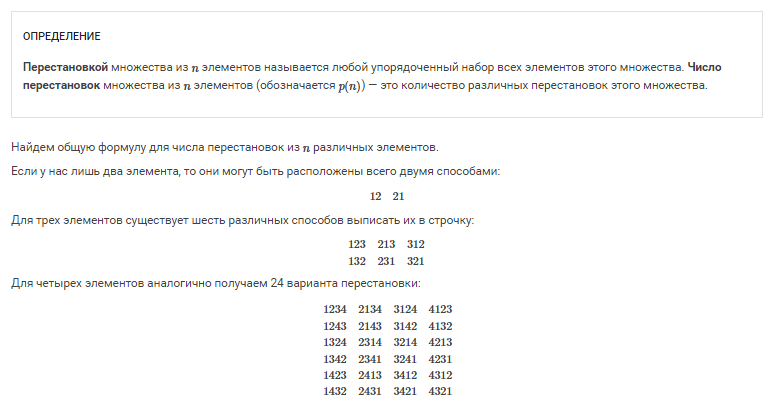 ОПРЕДЕЛЕНИЕ
Перестановкой множества из n элементов называется любой упорядоченный набор всех элементов этого множества. Число
перестановок множества из n элементов (обозначается p(n)) — это количество различных перестановок этого множества.
Найдем общую формулу для числа перестановок из n различных элементов.
Если у нас лишь два элемента, то они могут быть расположены всего двумя способами:
12 21
Для трех элементов существует шесть различных способов выписать их в строчку:
123 213 312
132 231 321
Для четырех элементов аналогично получаем 24 варианта перестановки:
1234 2134 3124 4123
1243 2143 3142 4132
1324 2314 3214 4213
1342 2341 3241 4231
1423 2413 3412 4312
1432 2431 3421 4321